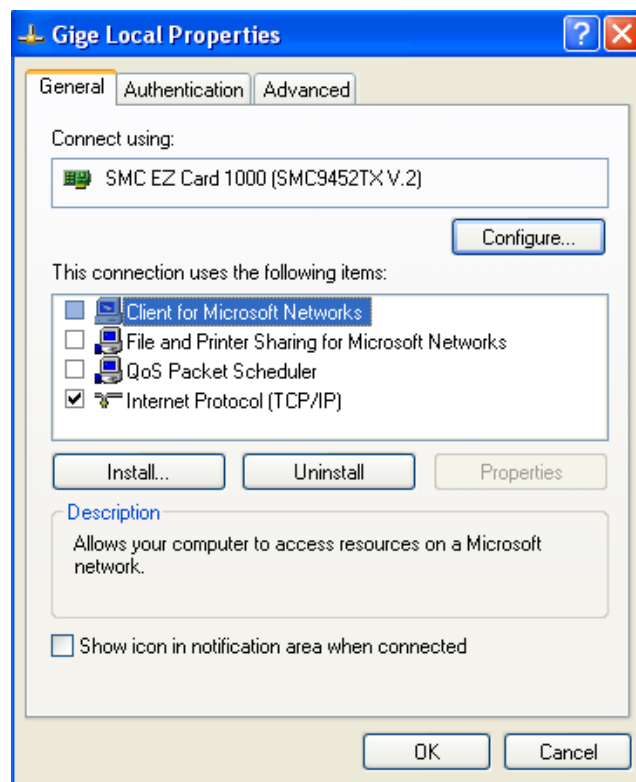 Gige Local Properties
General Authentication Advanced
Connect using:
SMC EZ Card 1000 (SMC9452TX V.2)
Configure...
This connection uses the following items:
Client for Microsoft Networks
File and Printer Sharing for Microsoft Networks
QoS Packet Scheduler
Internet Protocol (TCP/IP)
Install... Uninstall Properties
Description
Allows your computer to access resources on a Microsoft
network.
Show icon in notification area when connected
OK Cancel